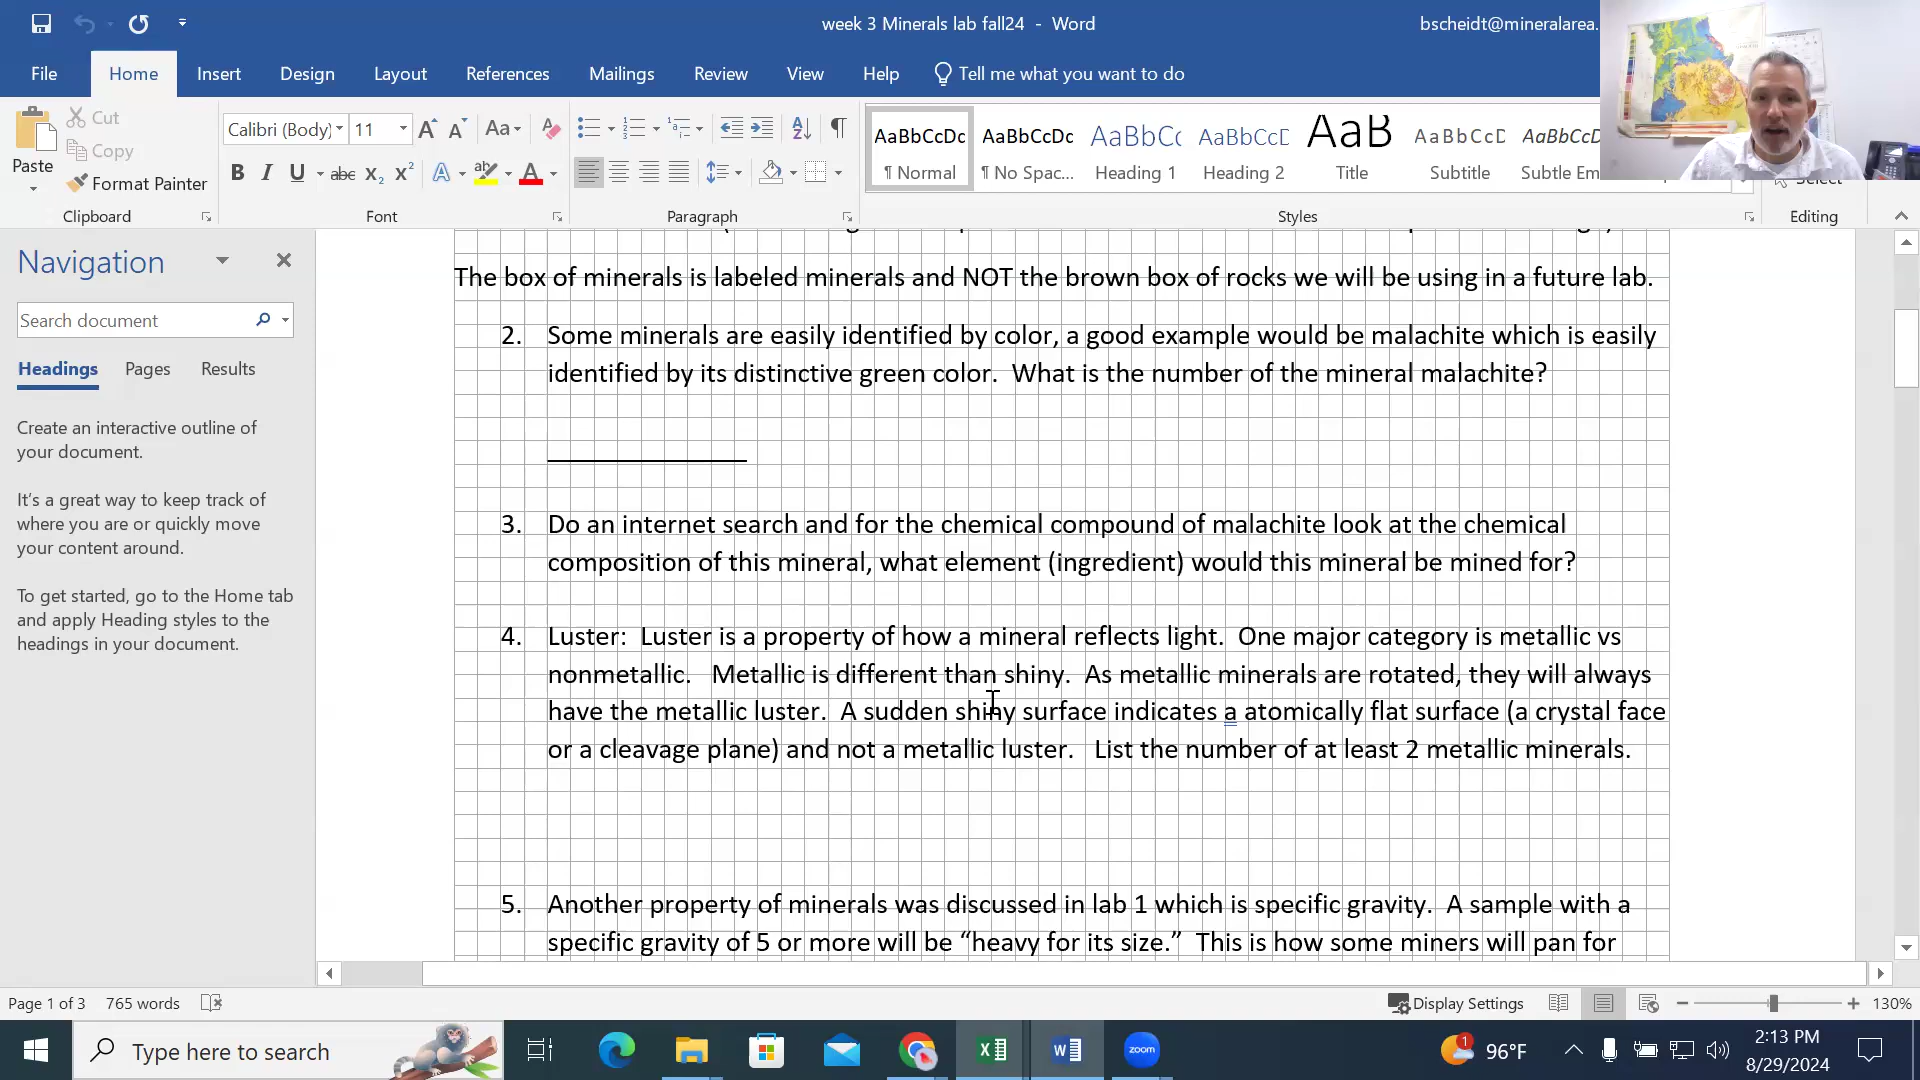 week 3 Minerals lab fall24 - Word
bscheidt@mineralarea.
File Home Insert Design Layout References Mailings Review View Help Tell me what you want to do
Paste
Cut
Copy
Format Painter
Clipboard
Calibri (Body) 11
Font
Paragraph
AaBbCcDc AaBbCcDc AaBbCc AaBbCcD AaB AaBbCcD AaBbCcD
¶ Normal ¶ No Spac... Heading 1 Heading 2 Title Subtitle Subtle Em
Styles
Select
Editing
Navigation
Search document
Headings Pages Results
Create an interactive outline of
your document.
It's a great way to keep track of
where you are or quickly move
your content around.
To get started, go to the Home tab
and apply Heading styles to the
headings in your document.
The box of minerals is labeled minerals and NOT the brown box of rocks we will be using in a future lab.
2. Some minerals are easily identified by color, a good example would be malachite which is easily
identified by its distinctive green color. What is the number of the mineral malachite?
3. Do an internet search and for the chemical compound of malachite look at the chemical
composition of this mineral, what element (ingredient) would this mineral be mined for?
4. Luster: Luster is a property of how a mineral reflects light. One major category is metallic vs
nonmetallic. Metallic is different than shiny. As metallic minerals are rotated, they will always
have the metallic luster. A sudden shiny surface indicates a atomically flat surface (a crystal face
or a cleavage plane) and not a metallic luster. List the number of at least 2 metallic minerals.
5. Another property of minerals was discussed in lab 1 which is specific gravity. A sample with a
specific gravity of 5 or more will be “heavy for its size.” This is how some miners will pan for
Page 1 of 3 765 words
Display Settings
130%
Type here to search
zoom
1
96°F
2:13 PM
8/29/2024